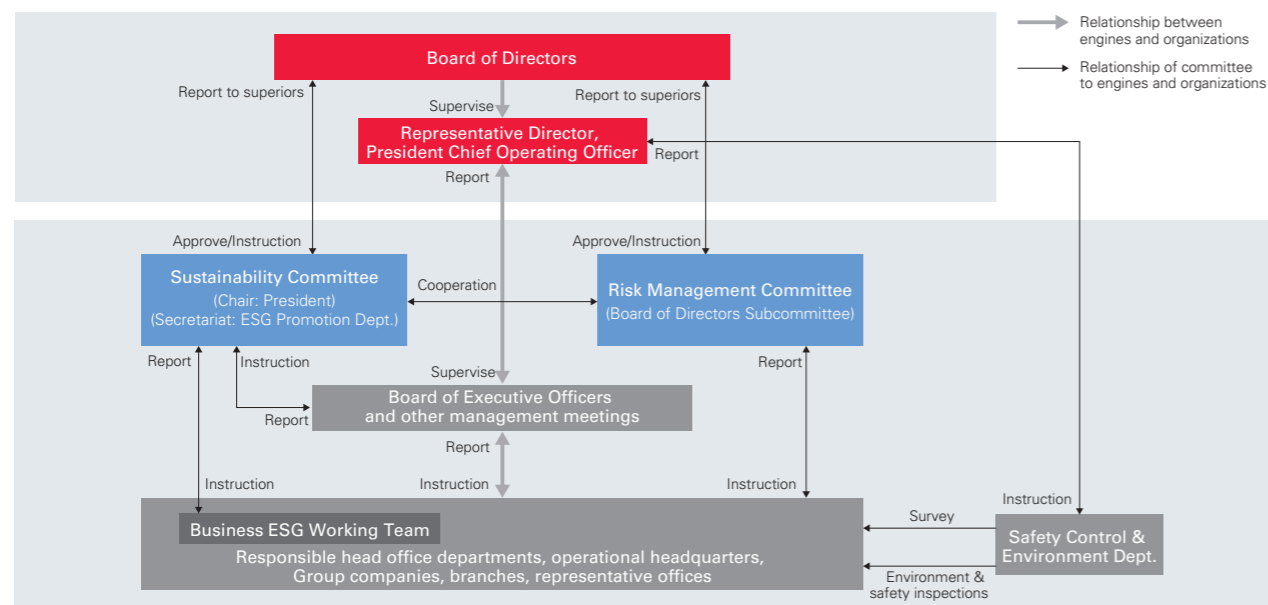 Relationship between
engines and organizations
Relationship of committee
to engines and organizations
Board of Directors
Report to superiors
Supervise
Report to superiors
Representative Director,
President Chief Operating Officer
Report
Report
Approve/Instruction
Approve/Instruction
Sustainability Committee
(Chair: President)
(Secretariat: ESG Promotion Dept.)
Cooperation
Risk Management Committee
(Board of Directors Subcommittee)
Report
Instruction
Supervise
Report
Board of Executive Officers
and other management meetings
Report
Report
Instruction
Instruction
Instruction
Instruction
Business ESG Working Team
Responsible head office departments, operational headquarters,
Group companies, branches, representative offices
Survey
Safety Control &
Environment Dept.
Environment &
safety inspections